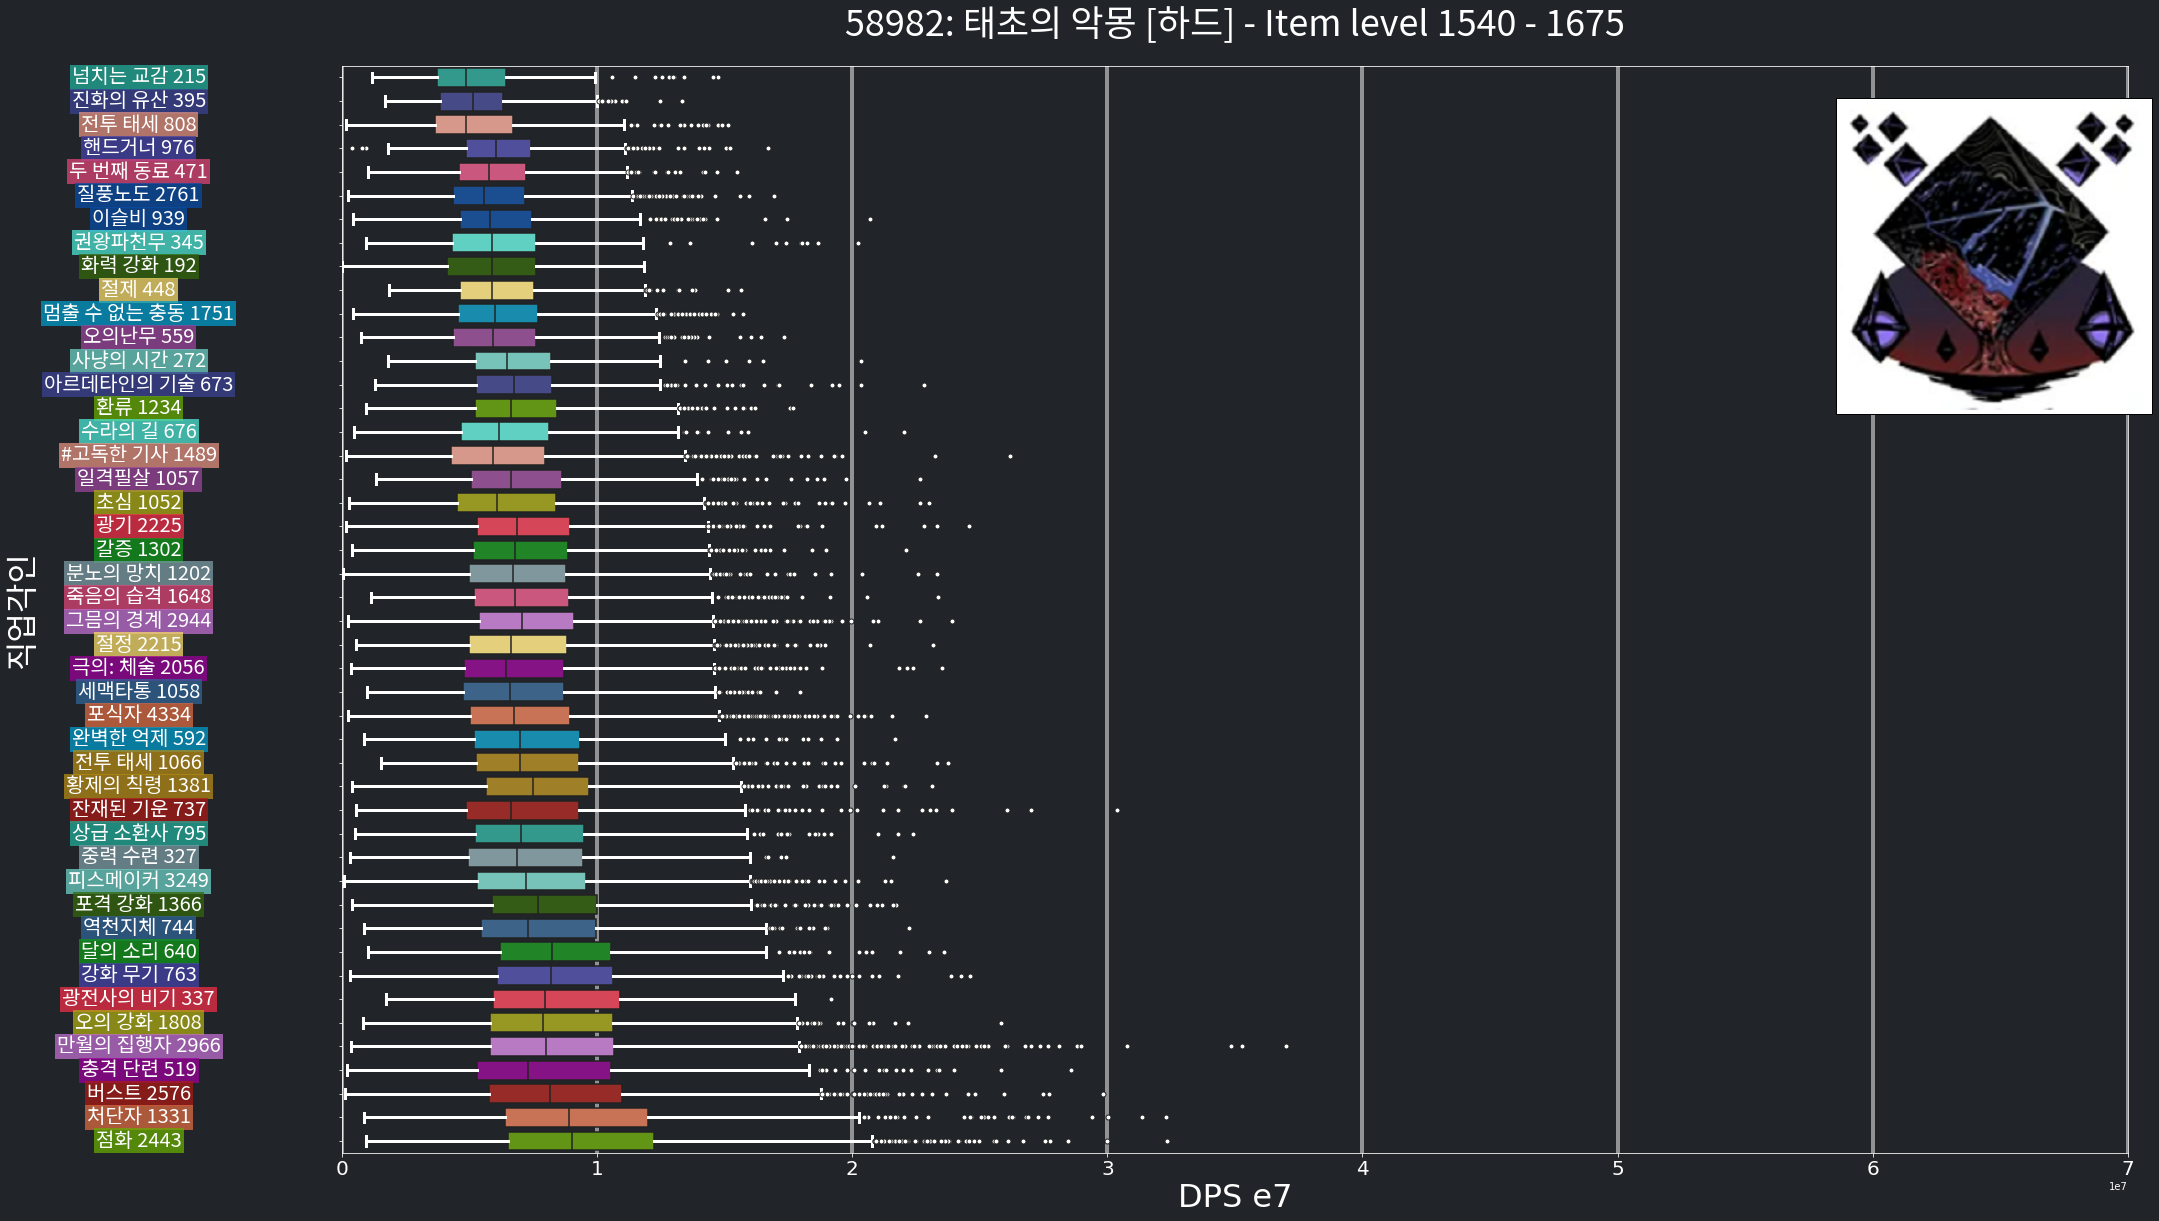 58982: 태초의 악몽 [하드] - Item level 1540 - 1675
넘치는 교감 215
진화의 유산 395
전투 태세 808
핸드거너 976
두 번째 동료 471
질풍노도 2761
이슬비 939
권왕파천무 345
화력 강화 192
절제 448
멈출 수 없는 충동 1751
오의난무 559
사냥의 시간 272
아르데타인의 기술 673
환류 1234
수라의 길 676
#고독한 기사 1489
일격필살 1057
초심 1052
광기 2225
갈증 1302
분노의 망치 1202
죽음의 습격 1648
그믐의 경계 2944
절정 2215
극의: 체술 2056
세맥타통 1058
포식자 4334
완벽한 억제 592
전투 태세 1066
황제의 칙령 1381
잔재된 기운 737
상급 소환사 795
중력 수련 327
피스메이커 3249
포격 강화 1366
역천지체 744
달의 소리 640
강화 무기 763
광전사의 비기 337
오의 강화 1808
만월의 집행자 2966
충격 단련 519
버스트 2576
처단자 1331
점화 2443
직업각인
0 1 2 3 4 5 6 7
1e7
DPS e7